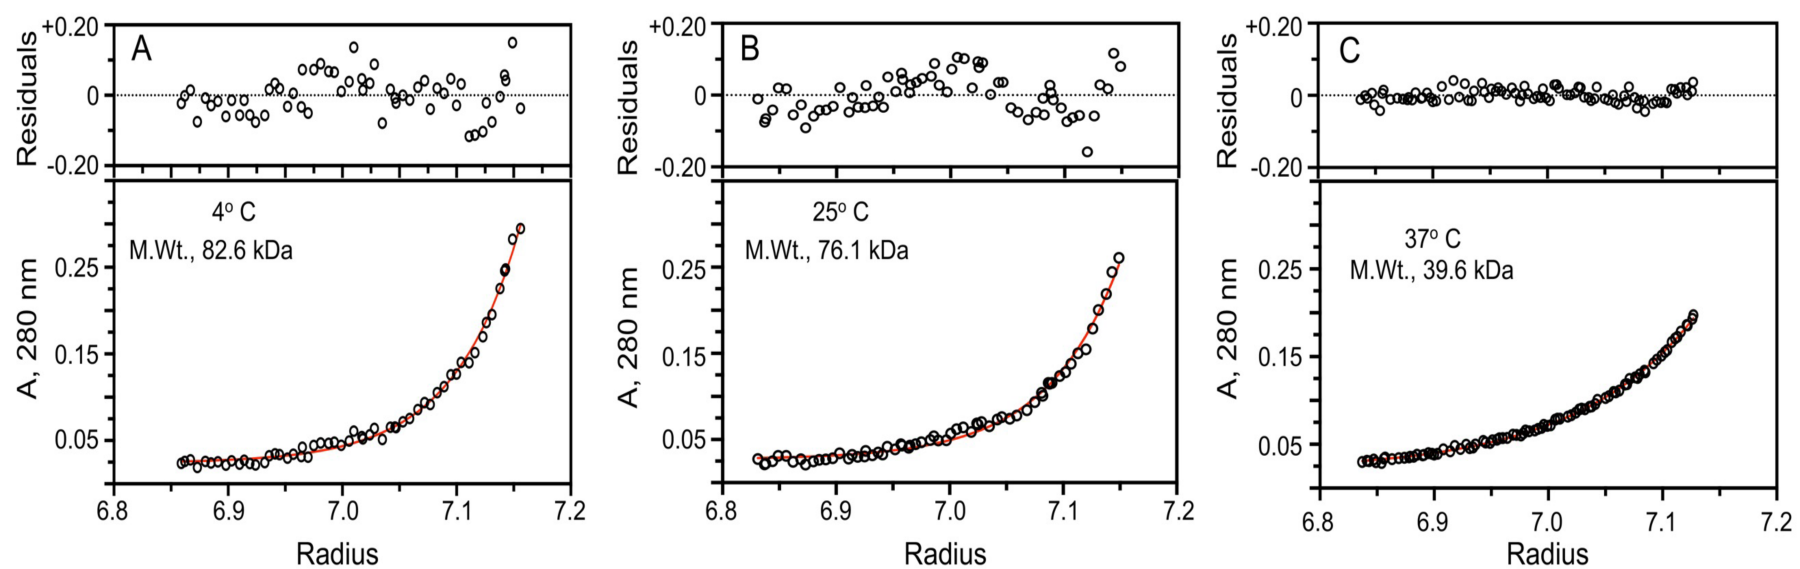 A
Residuals
+0.20
0
-0.20
4º C
M.Wt., 82.6 kDa
A, 280 nm
0.25
0.15
0.05
6.8 6.9 7.0 7.1 7.2
Radius
B
Residuals
+0.20
0
-0.20
25º C
M.Wt., 76.1 kDa
A, 280 nm
0.25
0.15
0.05
6.8 6.9 7.0 7.1 7.2
Radius
C
Residuals
+0.20
0
-0.20
37º C
M.Wt., 39.6 kDa
A, 280 nm
0.25
0.15
0.05
6.8 6.9 7.0 7.1 7.2
Radius